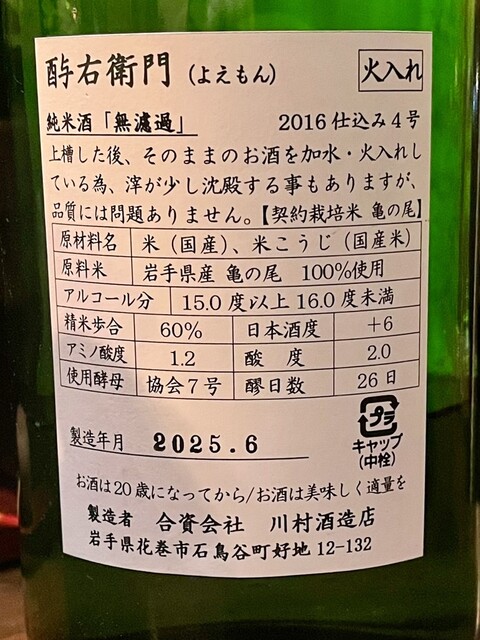 酉与右衛門（よえもん） 火入れ
純米酒「無濾過」 2016仕込み4号
上槽した後、そのままのお酒を加水・火入れし
ている為、滓が少し沈殿する事もありますが、
品質には問題ありません。【契約栽培米 亀の尾】
原材料名 米（国産）、米こうじ（国産米）
原料米 岩手県産 亀の尾 100％使用
アルコール分 15.0度以上16.0度未満
精米歩合 60％ 日本酒度 ＋6
アミノ酸度 1.2 酸度 2.0
使用酵母 協会7号 醪日数 26日
製造年月 2025.6
プラ
キャップ
(中栓)
お酒は20歳になってから/お酒は美味しく適量を
製造者 合資会社 川村酒造店
岩手県花巻市石鳥谷町好地12-132